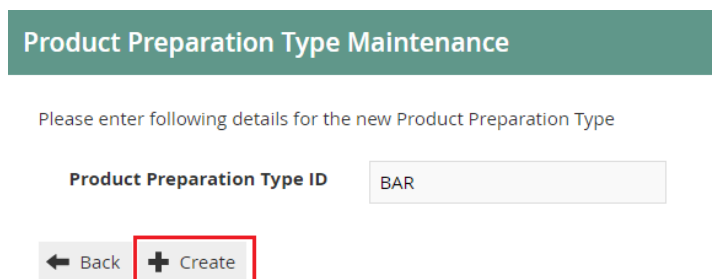 Product Preparation Type Maintenance
Please enter following details for the new Product Preparation Type
Product Preparation Type ID BAR
Back Create